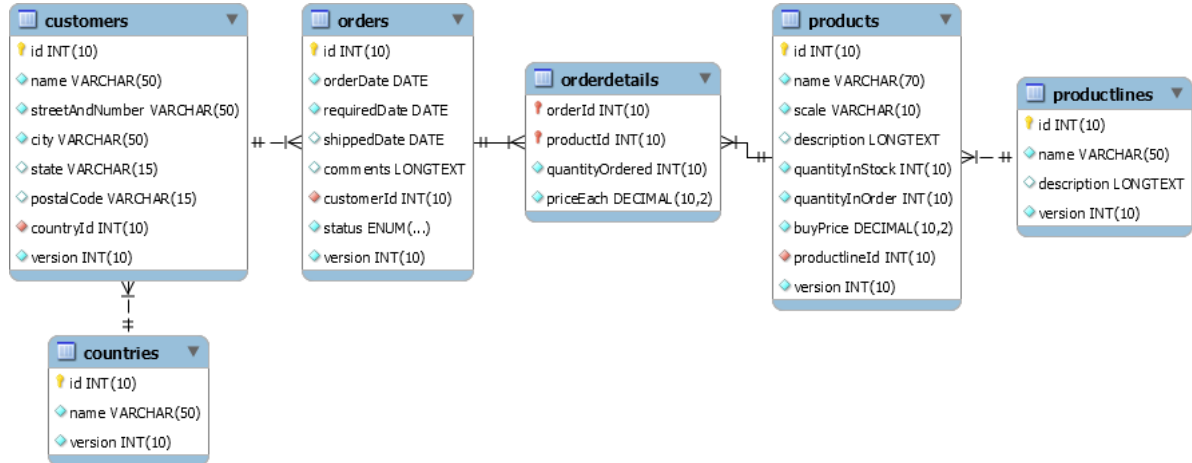 customers
id INT(10)
name VARCHAR(50)
streetAndNumber VARCHAR(50)
city VARCHAR(50)
state VARCHAR(15)
postalCode VARCHAR(15)
countryId INT(10)
version INT(10)
orders
id INT(10)
orderDate DATE
requiredDate DATE
shippedDate DATE
comments LONGTEXT
customerId INT(10)
status ENUM(...)
version INT(10)
orderdetails
orderId INT(10)
productId INT(10)
quantityOrdered INT(10)
priceEach DECIMAL(10,2)
products
id INT(10)
name VARCHAR(70)
scale VARCHAR(10)
description LONGTEXT
quantityInStock INT(10)
quantityInOrder INT(10)
buyPrice DECIMAL(10,2)
productlineId INT(10)
version INT(10)
productlines
id INT(10)
name VARCHAR(50)
description LONGTEXT
version INT(10)
countries
id INT(10)
name VARCHAR(50)
version INT(10)